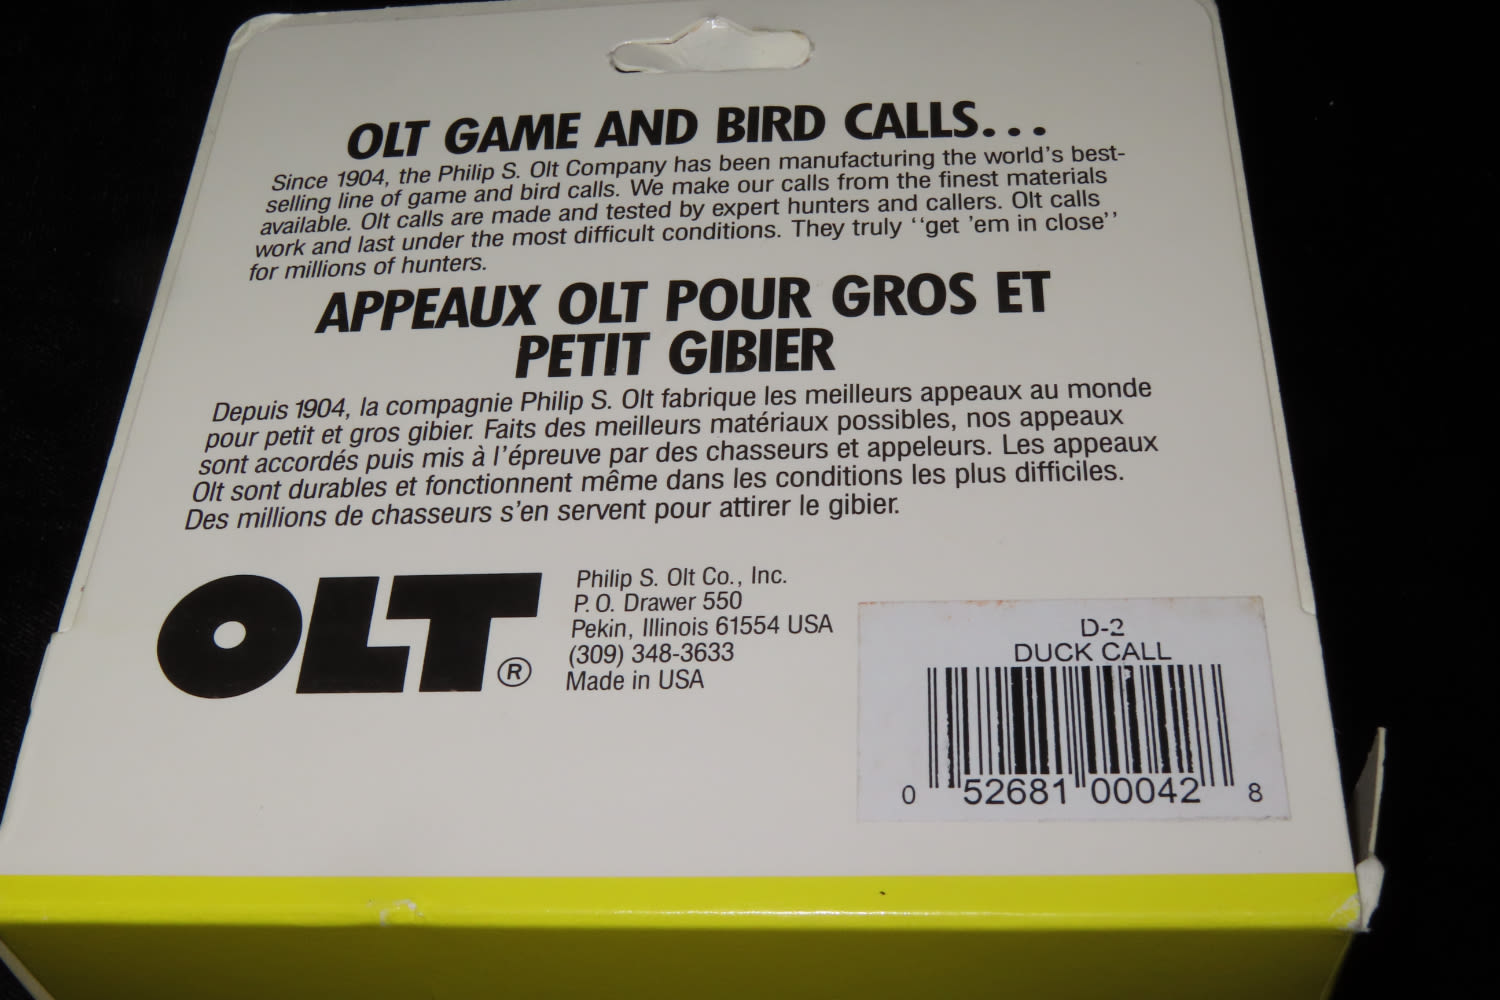 OLT GAME AND BIRD CALLS...
Since 1904, the Philip S. Olt Company has been manufacturing the world's best-
selling line of game and bird calls. We make our calls from the finest materials
available. Olt calls are made and tested by expert hunters and callers. Olt calls
work and last under the most difficult conditions. They truly ''get 'em in close''
for millions of hunters.
APPEAUX OLT POUR GROS ET
PETIT GIBIER
Depuis 1904, la compagnie Philip S. Olt fabrique les meilleurs appeaux au monde
pour petit et gros gibier. Faits des meilleurs matériaux possibles, nos appeaux
sont accordés puis mis à l'épreuve par des chasseurs et appeleurs. Les appeaux
Olt sont durables et fonctionnent même dans les conditions les plus difficiles.
Des millions de chasseurs s'en servent pour attirer le gibier.
OLT®
Philip S. Olt Co., Inc.
P.O. Drawer 550
Pekin, Illinois 61554 USA
(309) 348-3633
Made in USA
D-2
DUCK CALL
0 52681 00042 8